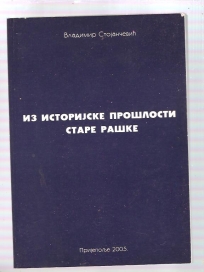 Владимир Стојанчевић
ИЗ ИСТОРИЈСКЕ ПРОШЛОСТИ
СТАРЕ РАШКЕ
Пријепоље 2005